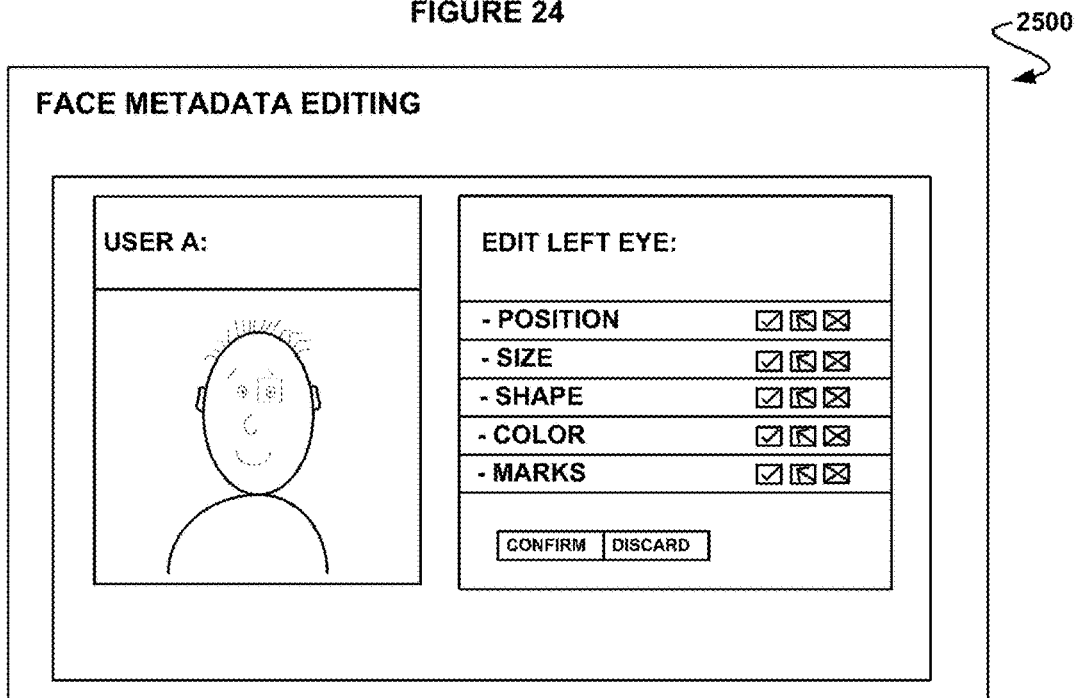 FIGURE 24
2500
FACE METADATA EDITING
USER A:
EDIT LEFT EYE:
- POSITION
- SIZE
- SHAPE
- COLOR
- MARKS
CONFIRM DISCARD